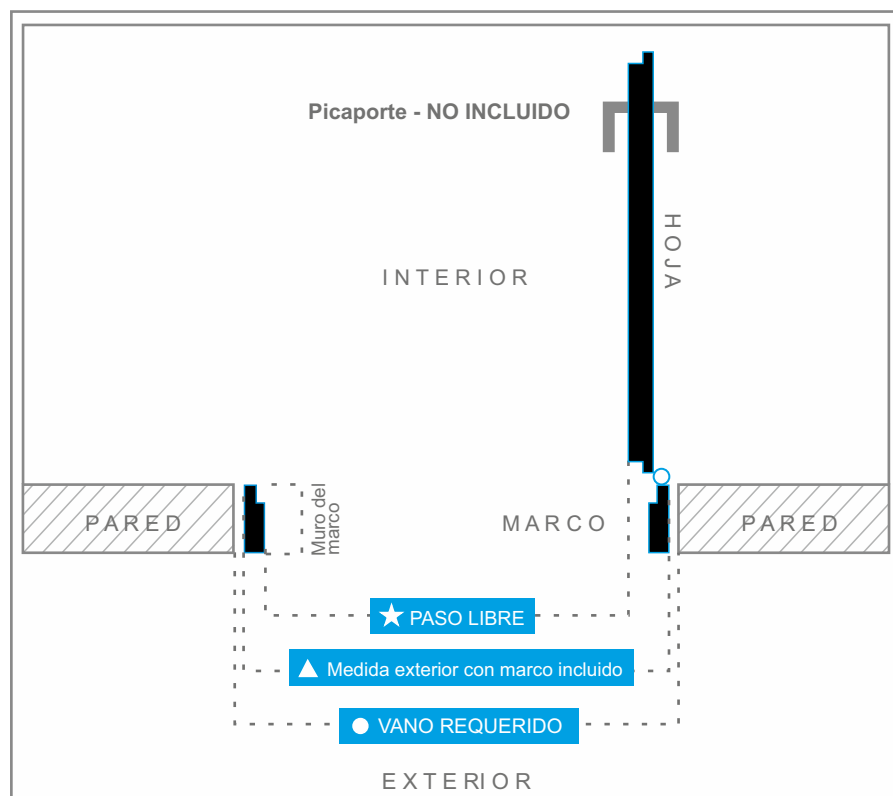 Picaporte - NO INCLUIDO
HOJA
INTERIOR
PARED
Muro del
marco
MARCO
PARED
PASO LIBRE
Medida exterior con marco incluido
VANO REQUERIDO
EXTERIOR